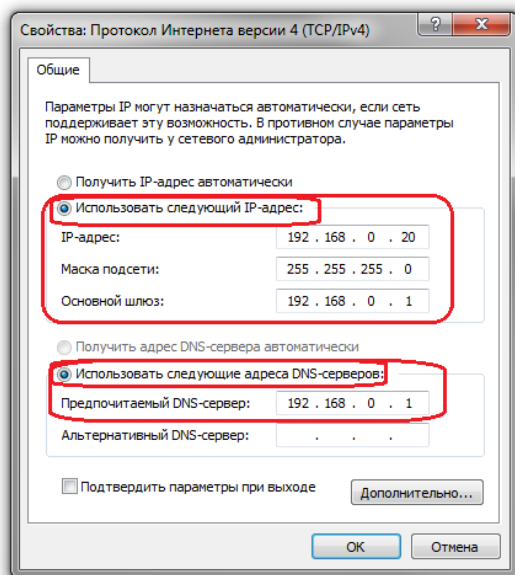 Свойства: Протокол Интернета версии 4 (TCP/IPv4)
?
Общие
Параметры IP могут назначаться автоматически, если сеть
поддерживает эту возможность. В противном случае параметры
IP можно получить у сетевого администратора.
Получить IP-адрес автоматически
Использовать следующий IP-адрес:
IP-адрес: 192 . 168 . 0 . 20
Маска подсети: 255 . 255 . 255 . 0
Основной шлюз: 192 . 168 . 0 . 1
Получить адрес DNS-сервера автоматически
Использовать следующие адреса DNS-серверов:
Предпочитаемый DNS-сервер: 192 . 168 . 0 . 1
Альтернативный DNS-сервер: . . .
Подтвердить параметры при выходе
Дополнительно...
ОК Отмена